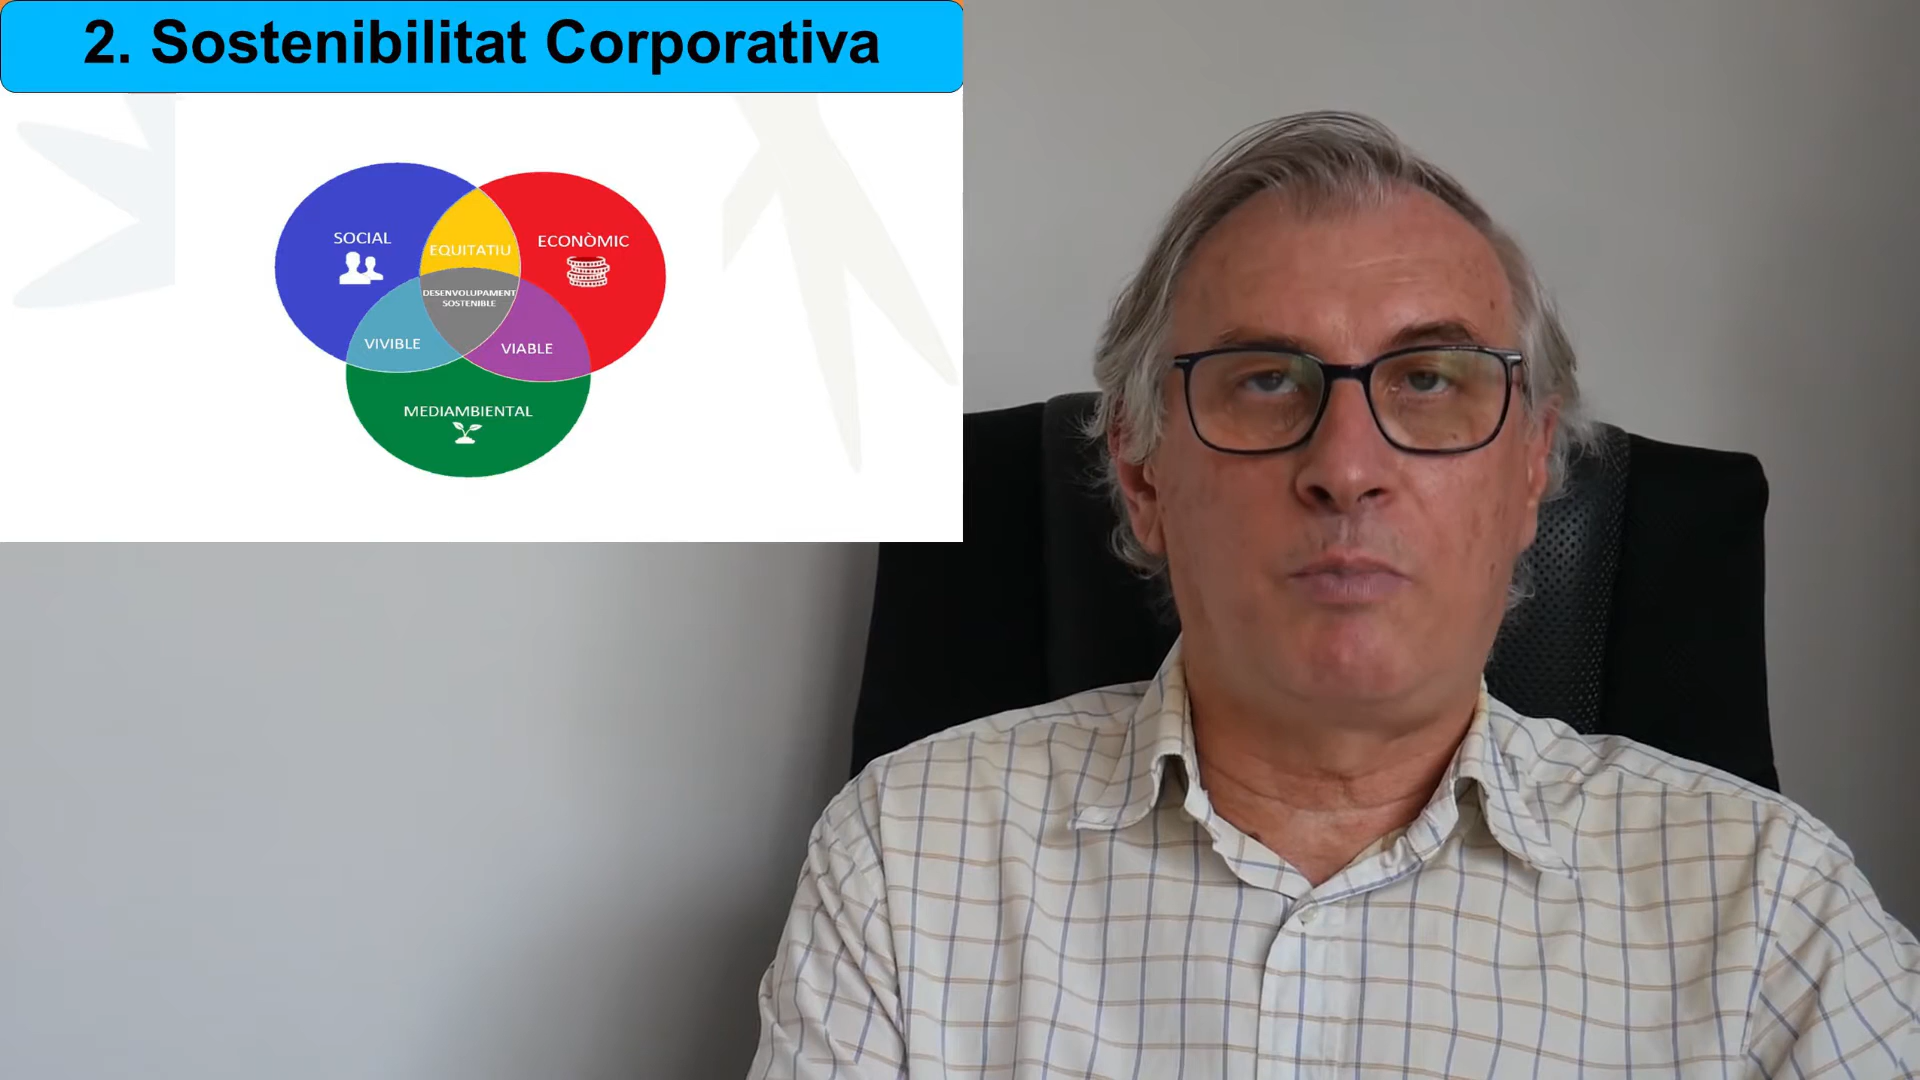 2. Sostenibilitat Corporativa
SOCIAL
EQUITATIU
ECONÒMIC
DESENVOLUPAMENT
SOSTENIBLE
VIVIBLE
VIABLE
MEDIAMBIENTAL